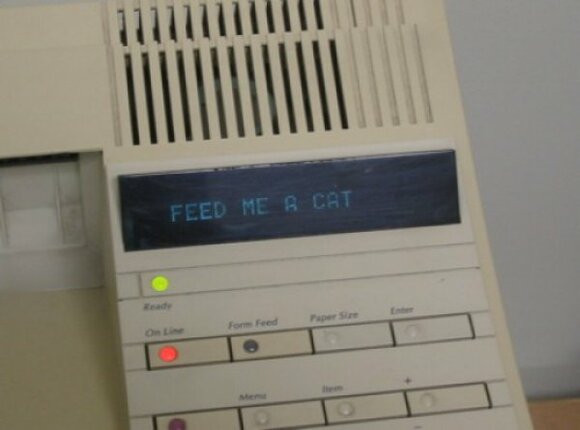 FEED ME A CAT
Ready
On Line
Form Feed
Paper Size
Enter
Menu
Item
+